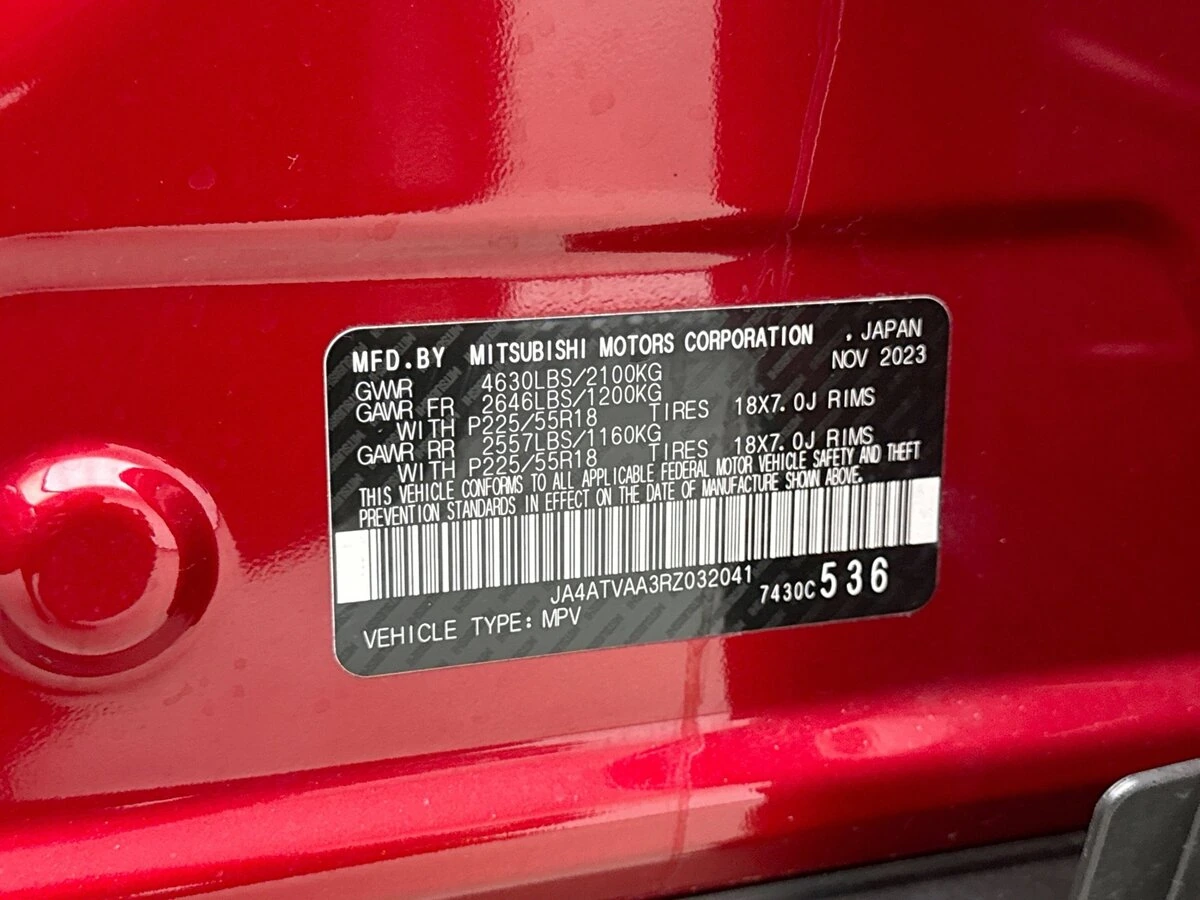 MFD.BY MITSUBISHI MOTORS CORPORATION . JAPAN
NOV 2023
GVWR 4630LBS/2100KG
GAWR FR 2646LBS/1200KG
WITH P225/55R18 TIRES 18X7.0J RIMS
GAWR RR 2557LBS/1160KG
WITH P225/55R18 TIRES 18X7.0J RIMS
THIS VEHICLE CONFORMS TO ALL APPLICABLE FEDERAL MOTOR VEHICLE SAFETY AND THEFT
PREVENTION STANDARDS IN EFFECT ON THE DATE OF MANUFACTURE SHOWN ABOVE.
JA4ATVAA3RZ032041
7430C536
VEHICLE TYPE: MPV